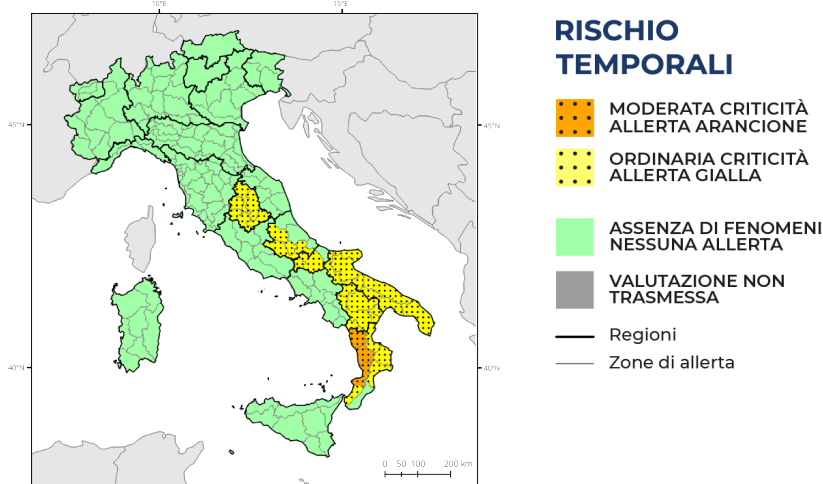 10°E
15°E
45°N
45°N
40°N
40°N
0 50 100 200 km
RISCHIO
TEMPORALI
MODERATA CRITICITÀ
ALLERTA ARANCIONE
ORDINARIA CRITICITÀ
ALLERTA GIALLA
ASSENZA DI FENOMENI
NESSUNA ALLERTA
VALUTAZIONE NON
TRASMESSA
Regioni
Zone di allerta